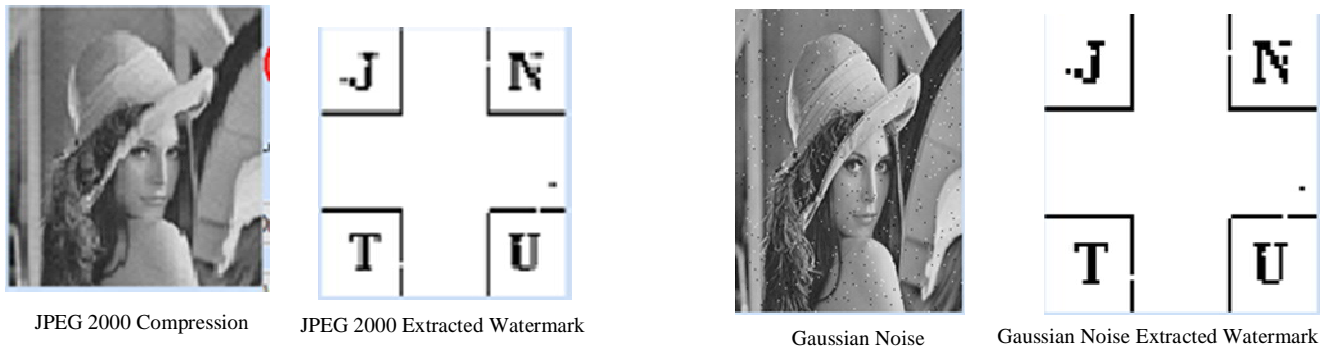 J N
T U
JPEG 2000 Compression
JPEG 2000 Extracted Watermark
J N
T U
Gaussian Noise
Gaussian Noise Extracted Watermark